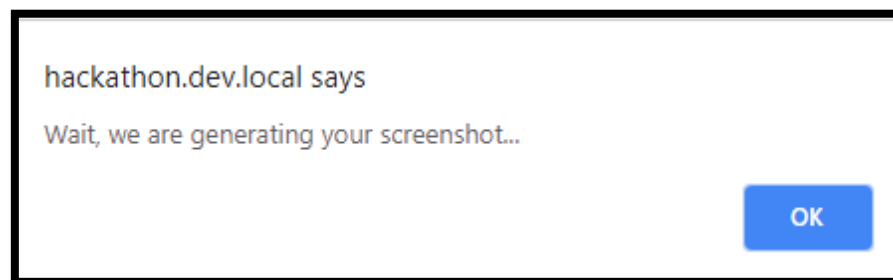 hackathon.dev.local says
Wait, we are generating your screenshot...
OK